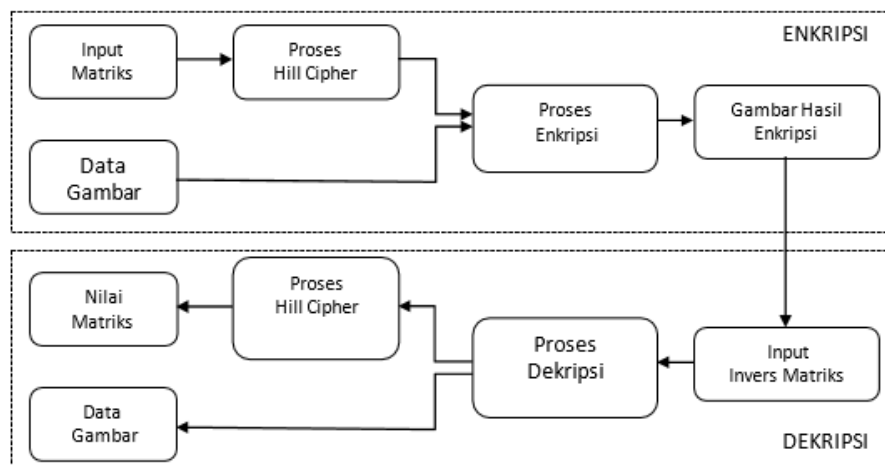 ENKRIPSI
Input
Matriks
Proses
Hill Cipher
Data
Gambar
Proses
Enkripsi
Gambar Hasil
Enkripsi
Nilai
Matriks
Proses
Hill Cipher
Data
Gambar
Proses
Dekripsi
Input
Invers Matriks
DEKRIPSI